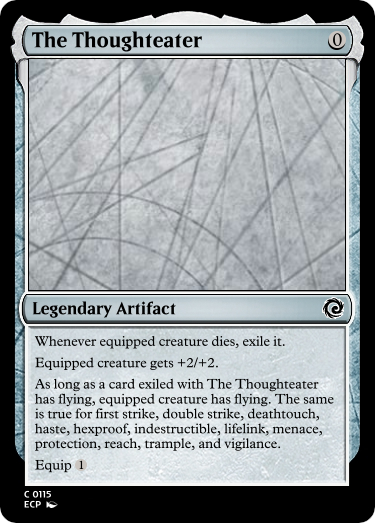 The Thoughteater 0
Legendary Artifact
Whenever equipped creature dies, exile it.
Equipped creature gets +2/+2.
As long as a card exiled with The Thoughteater
has flying, equipped creature has flying. The same
is true for first strike, double strike, deathtouch,
haste, hexproof, indestructible, lifelink, menace,
protection, reach, trample, and vigilance.
Equip 1
C 0115
ECP